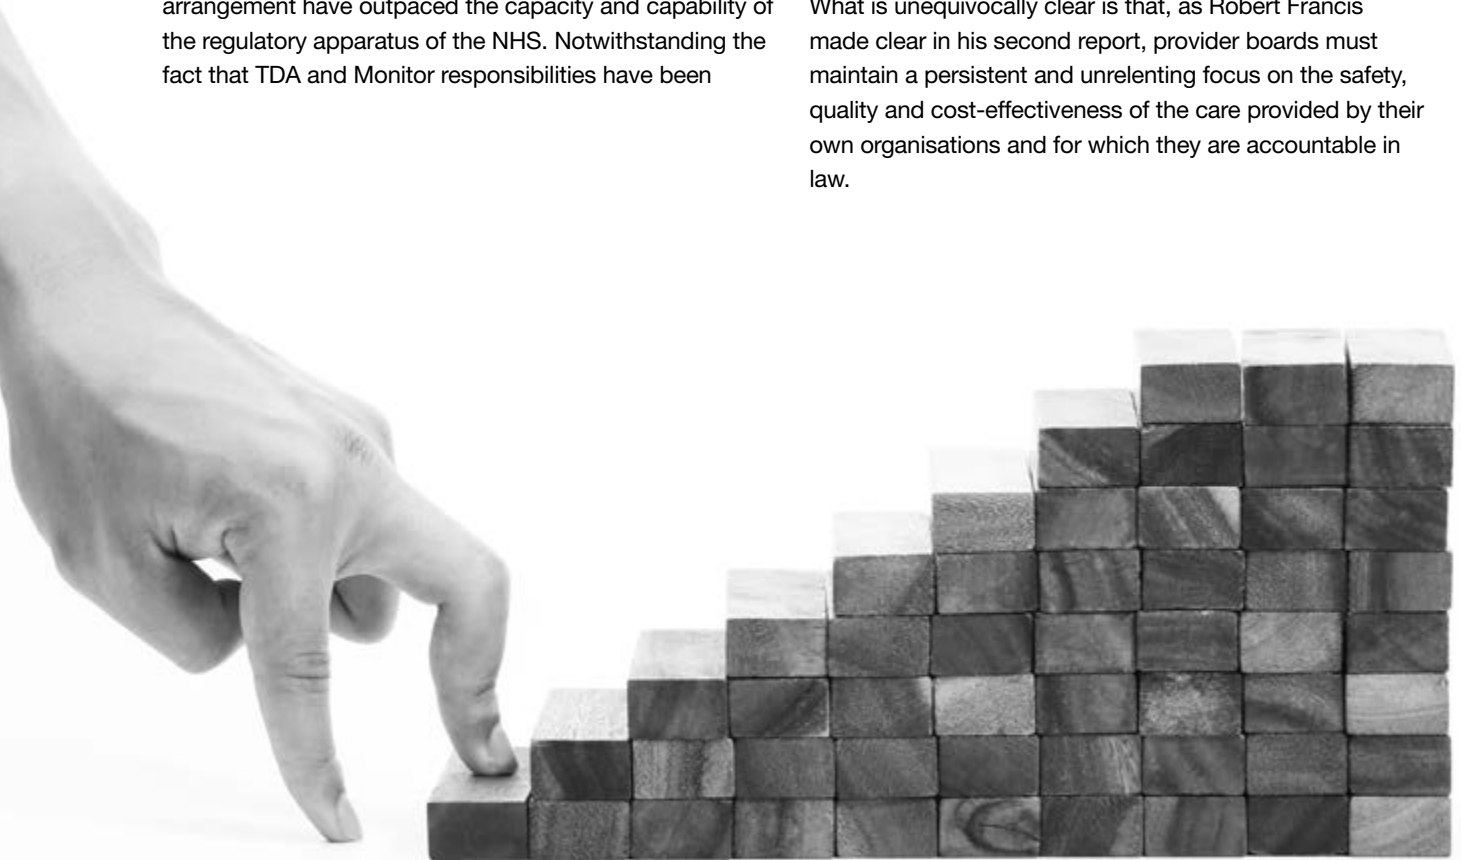 arrangement have outpaced the capacity and capability of
the regulatory apparatus of the NHS. Notwithstanding the
fact that TDA and Monitor responsibilities have been
What is unequivocally clear is that, as Robert Francis
made clear in his second report, provider boards must
maintain a persistent and unrelenting focus on the safety,
quality and cost-effectiveness of the care provided by their
own organisations and for which they are accountable in
law.